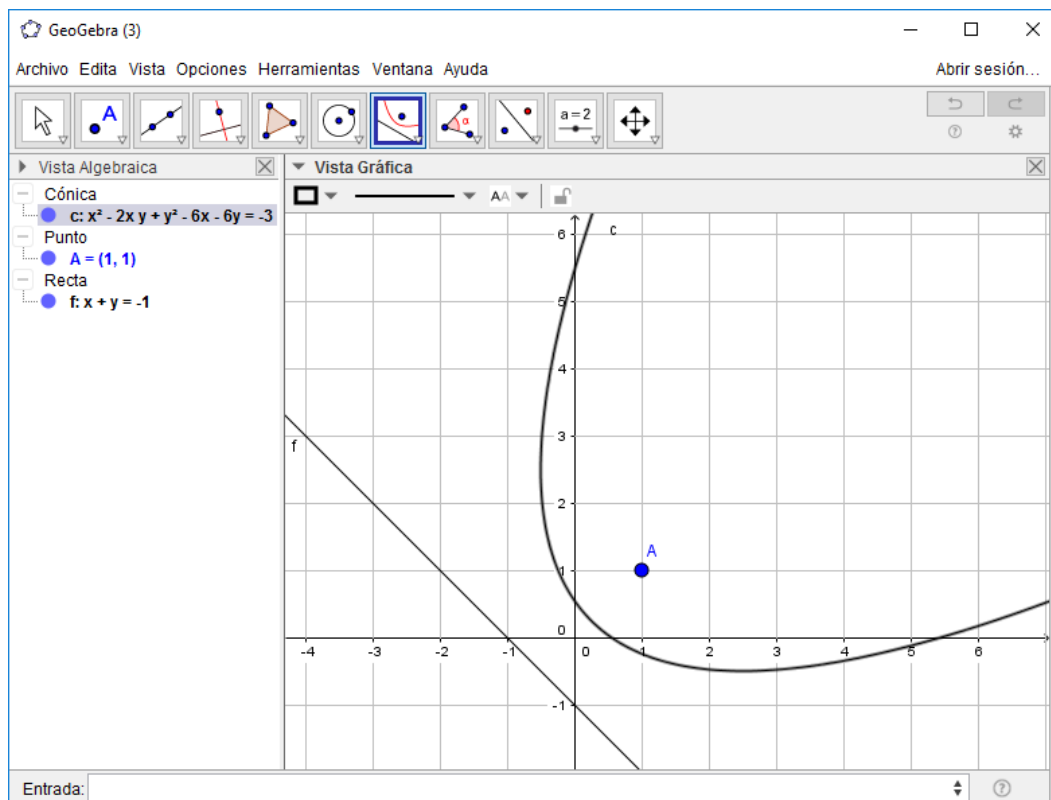 GeoGebra (3)
Archivo Edita Vista Opciones Herramientas Ventana Ayuda
Abrir sesión...
A
α
a = 2
Vista Algebraica
Vista Gráfica
AA
Cónica
c: x² - 2x y + y² - 6x - 6y = -3
Punto
A = (1, 1)
Recta
f: x + y = -1
6
c
5
4
3
f
2
A
1
0
-4 -3 -2 -1 0 1 2 3 4 5 6
-1
Entrada: